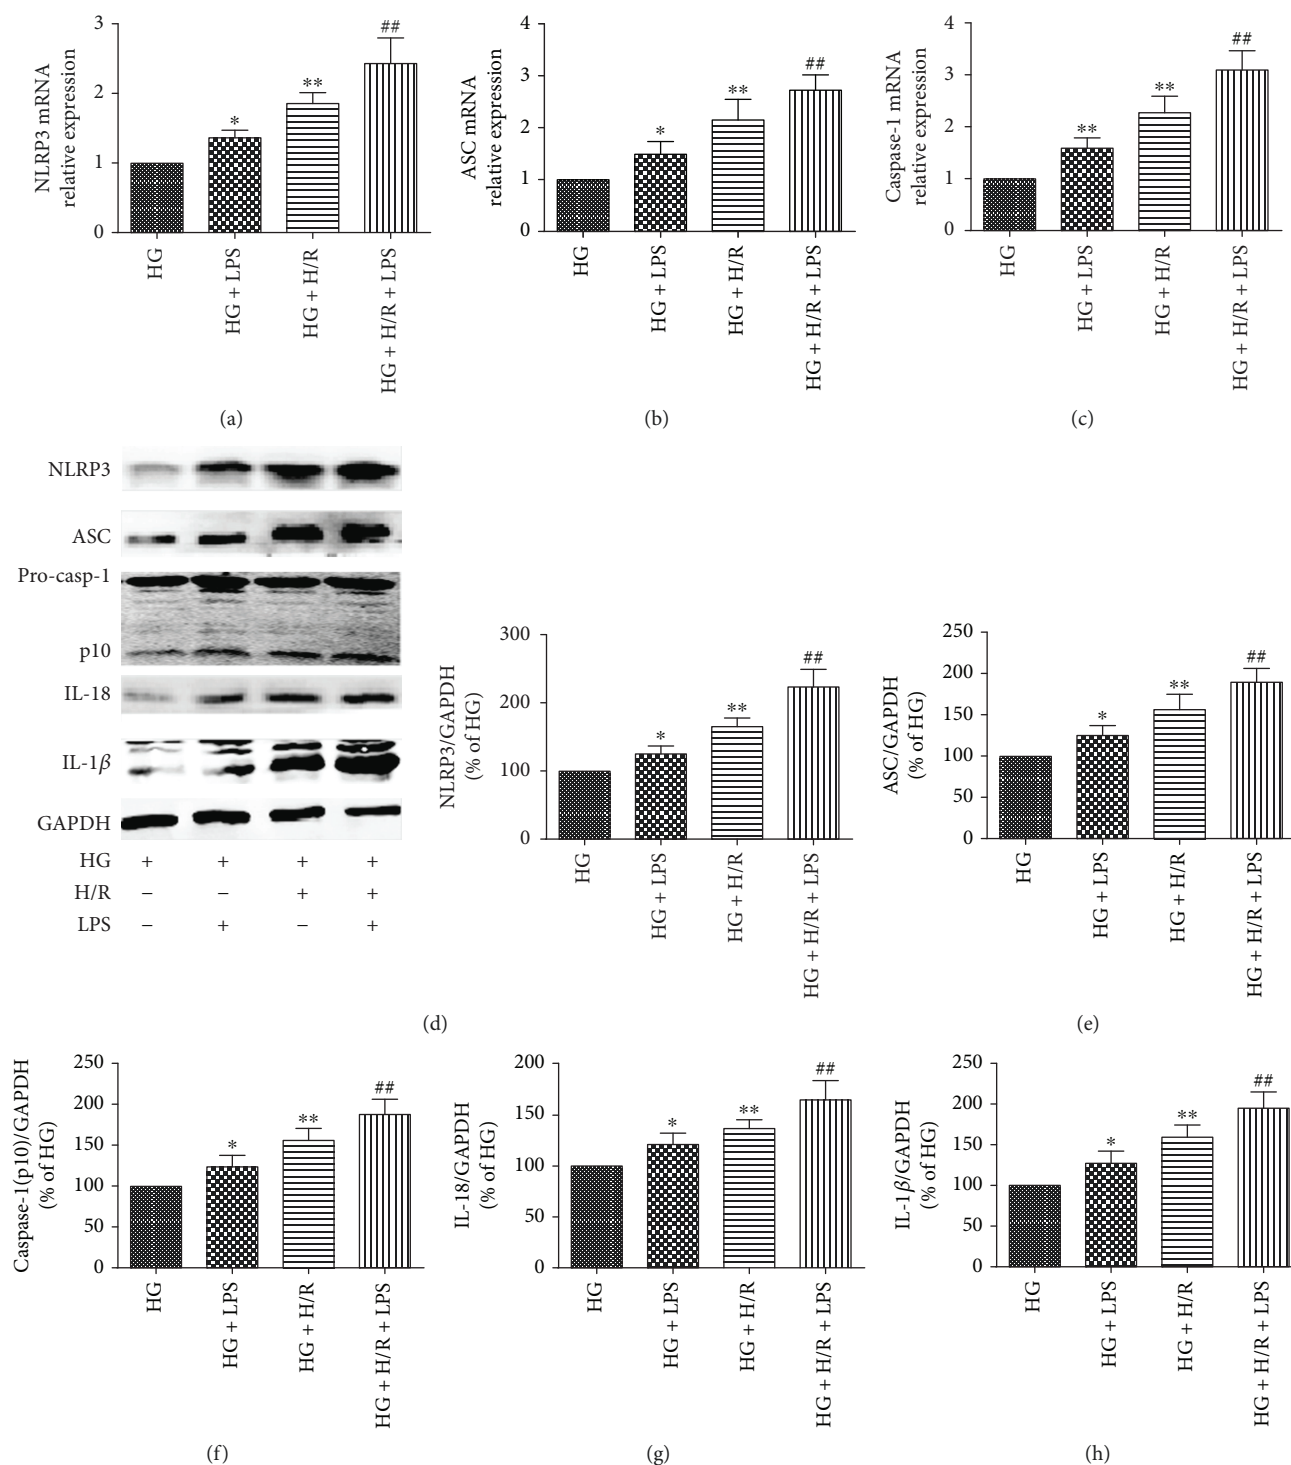 NLRP3 mRNA
relative expression
3
2
1
0
*
**
##
HG
HG + LPS
HG + H/R
HG + H/R + LPS
(a)
ASC mRNA
relative expression
4
3
2
1
0
*
**
##
HG
HG + LPS
HG + H/R
HG + H/R + LPS
(b)
Caspase-1 mRNA
relative expression
4
3
2
1
0
**
**
##
HG
HG + LPS
HG + H/R
HG + H/R + LPS
(c)
NLRP3
ASC
Pro-casp-1
p10
IL-18
IL-1β
GAPDH
HG + + + +
H/R – – + +
LPS – + – +
NLRP3/GAPDH
(% of HG)
300
200
100
0
*
**
##
HG
HG + LPS
HG + H/R
HG + H/R + LPS
(d)
ASC/GAPDH
(% of HG)
250
200
150
100
50
0
*
**
##
HG
HG + LPS
HG + H/R
HG + H/R + LPS
(e)
Caspase-1(p10)/GAPDH
(% of HG)
250
200
150
100
50
0
*
**
##
HG
HG + LPS
HG + H/R
HG + H/R + LPS
(f)
IL-18/GAPDH
(% of HG)
200
150
100
50
0
*
**
##
HG
HG + LPS
HG + H/R
HG + H/R + LPS
(g)
IL-1β/GAPDH
(% of HG)
250
200
150
100
50
0
*
**
##
HG
HG + LPS
HG + H/R
HG + H/R + LPS
(h)